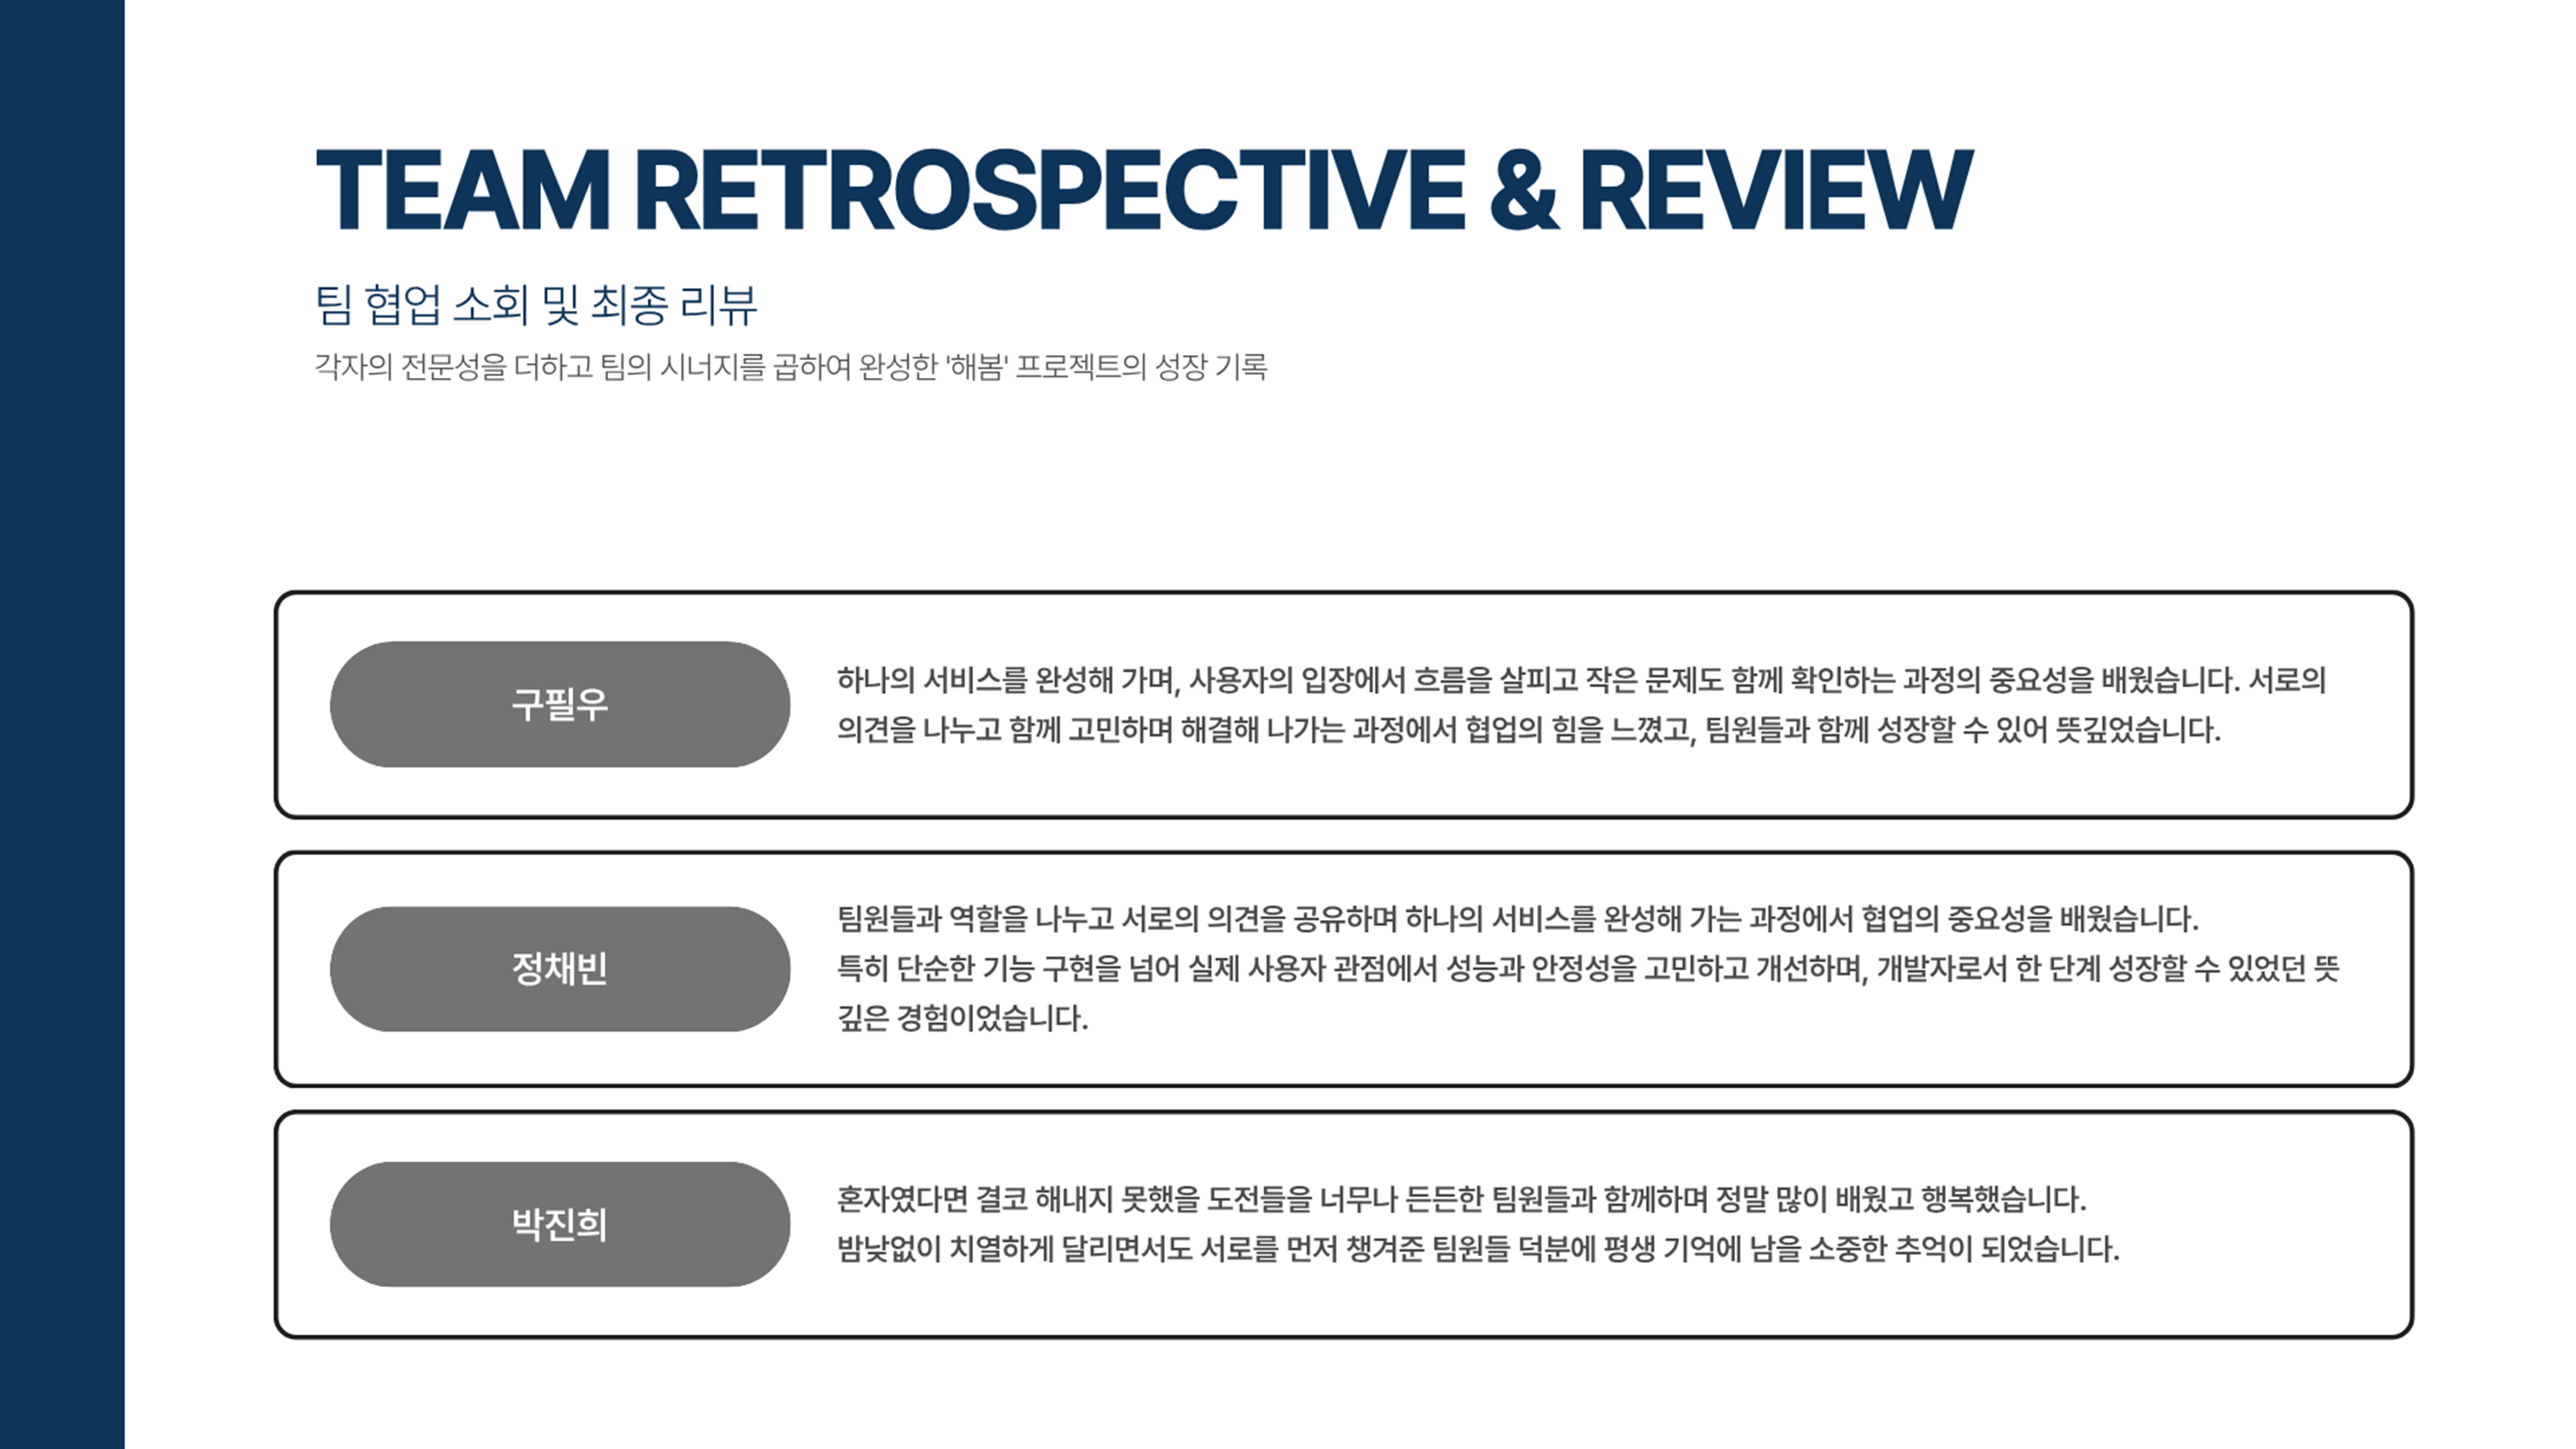 TEAM RETROSPECTIVE & REVIEW
팀 협업 소회 및 최종 리뷰
각자의 전문성을 더하고 팀의 시너지를 곱하여 완성한 '해봄' 프로젝트의 성장 기록
구필우
하나의 서비스를 완성해 가며, 사용자의 입장에서 흐름을 살피고 작은 문제도 함께 확인하는 과정의 중요성을 배웠습니다. 서로의
의견을 나누고 함께 고민하며 해결해 나가는 과정에서 협업의 힘을 느꼈고, 팀원들과 함께 성장할 수 있어 뜻깊었습니다.
정채빈
팀원들과 역할을 나누고 서로의 의견을 공유하며 하나의 서비스를 완성해 가는 과정에서 협업의 중요성을 배웠습니다.
특히 단순한 기능 구현을 넘어 실제 사용자 관점에서 성능과 안정성을 고민하고 개선하며, 개발자로서 한 단계 성장할 수 있었던 뜻
깊은 경험이었습니다.
박진희
혼자였다면 결코 해내지 못했을 도전들을 너무나 든든한 팀원들과 함께하며 정말 많이 배웠고 행복했습니다.
밤낮없이 치열하게 달리면서도 서로를 먼저 챙겨준 팀원들 덕분에 평생 기억에 남을 소중한 추억이 되었습니다.